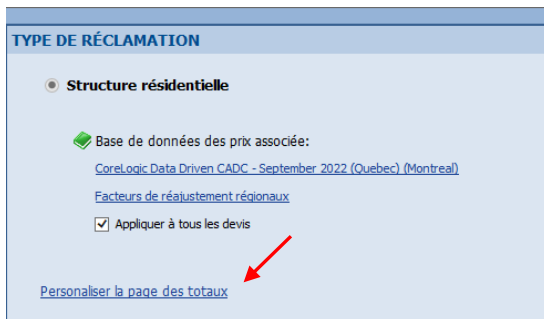 TYPE DE RÉCLAMATION
Structure résidentielle
Base de données des prix associée:
CoreLogic Data Driven CADC - September 2022 (Quebec) (Montreal)
Facteurs de réajustement régionaux
Appliquer à tous les devis
Personaliser la page des totaux